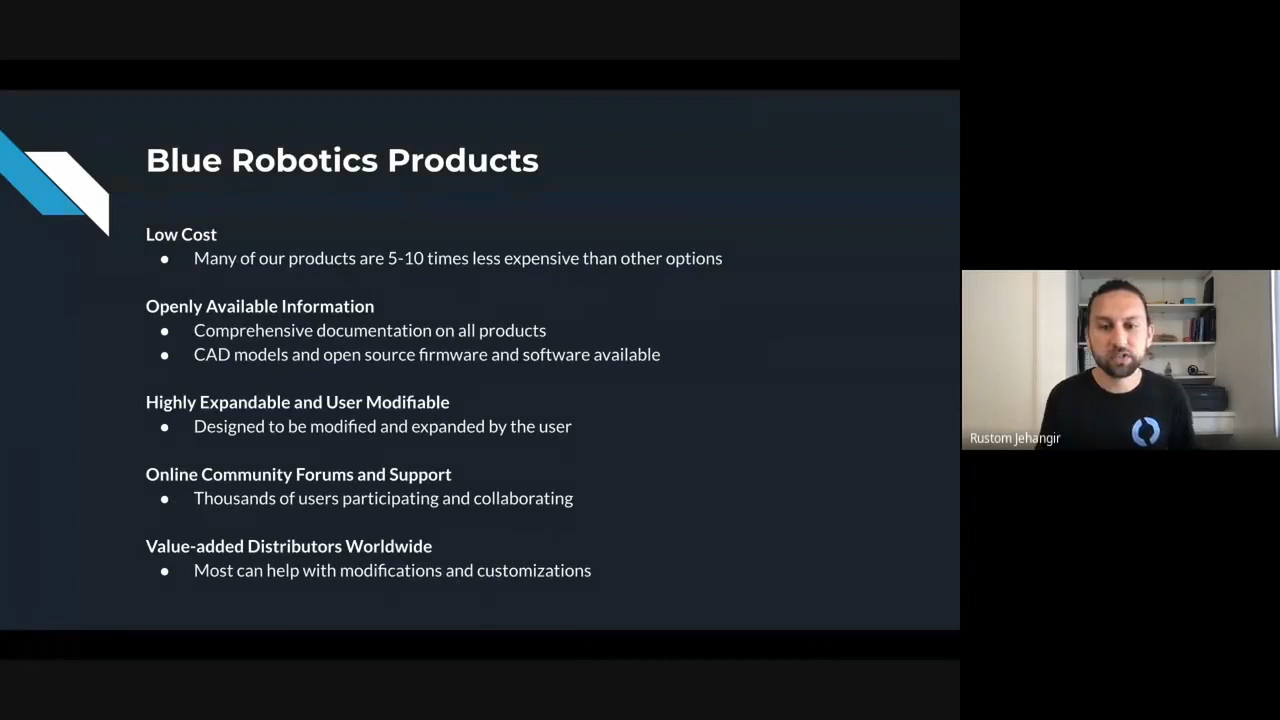 Blue Robotics Products
Low Cost
● Many of our products are 5-10 times less expensive than other options
Openly Available Information
● Comprehensive documentation on all products
● CAD models and open source firmware and software available
Highly Expandable and User Modifiable
● Designed to be modified and expanded by the user
Online Community Forums and Support
● Thousands of users participating and collaborating
Value-added Distributors Worldwide
● Most can help with modifications and customizations
Rustom Jehangir